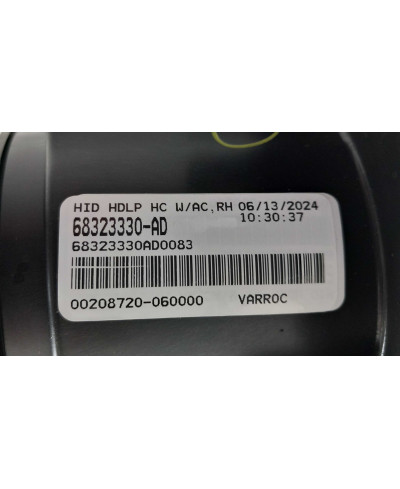 HID HDLP HC W/AC,RH 06/13/2024
68323330-AD 10:30:37
68323330AD0083
00208720-060000 VARROC